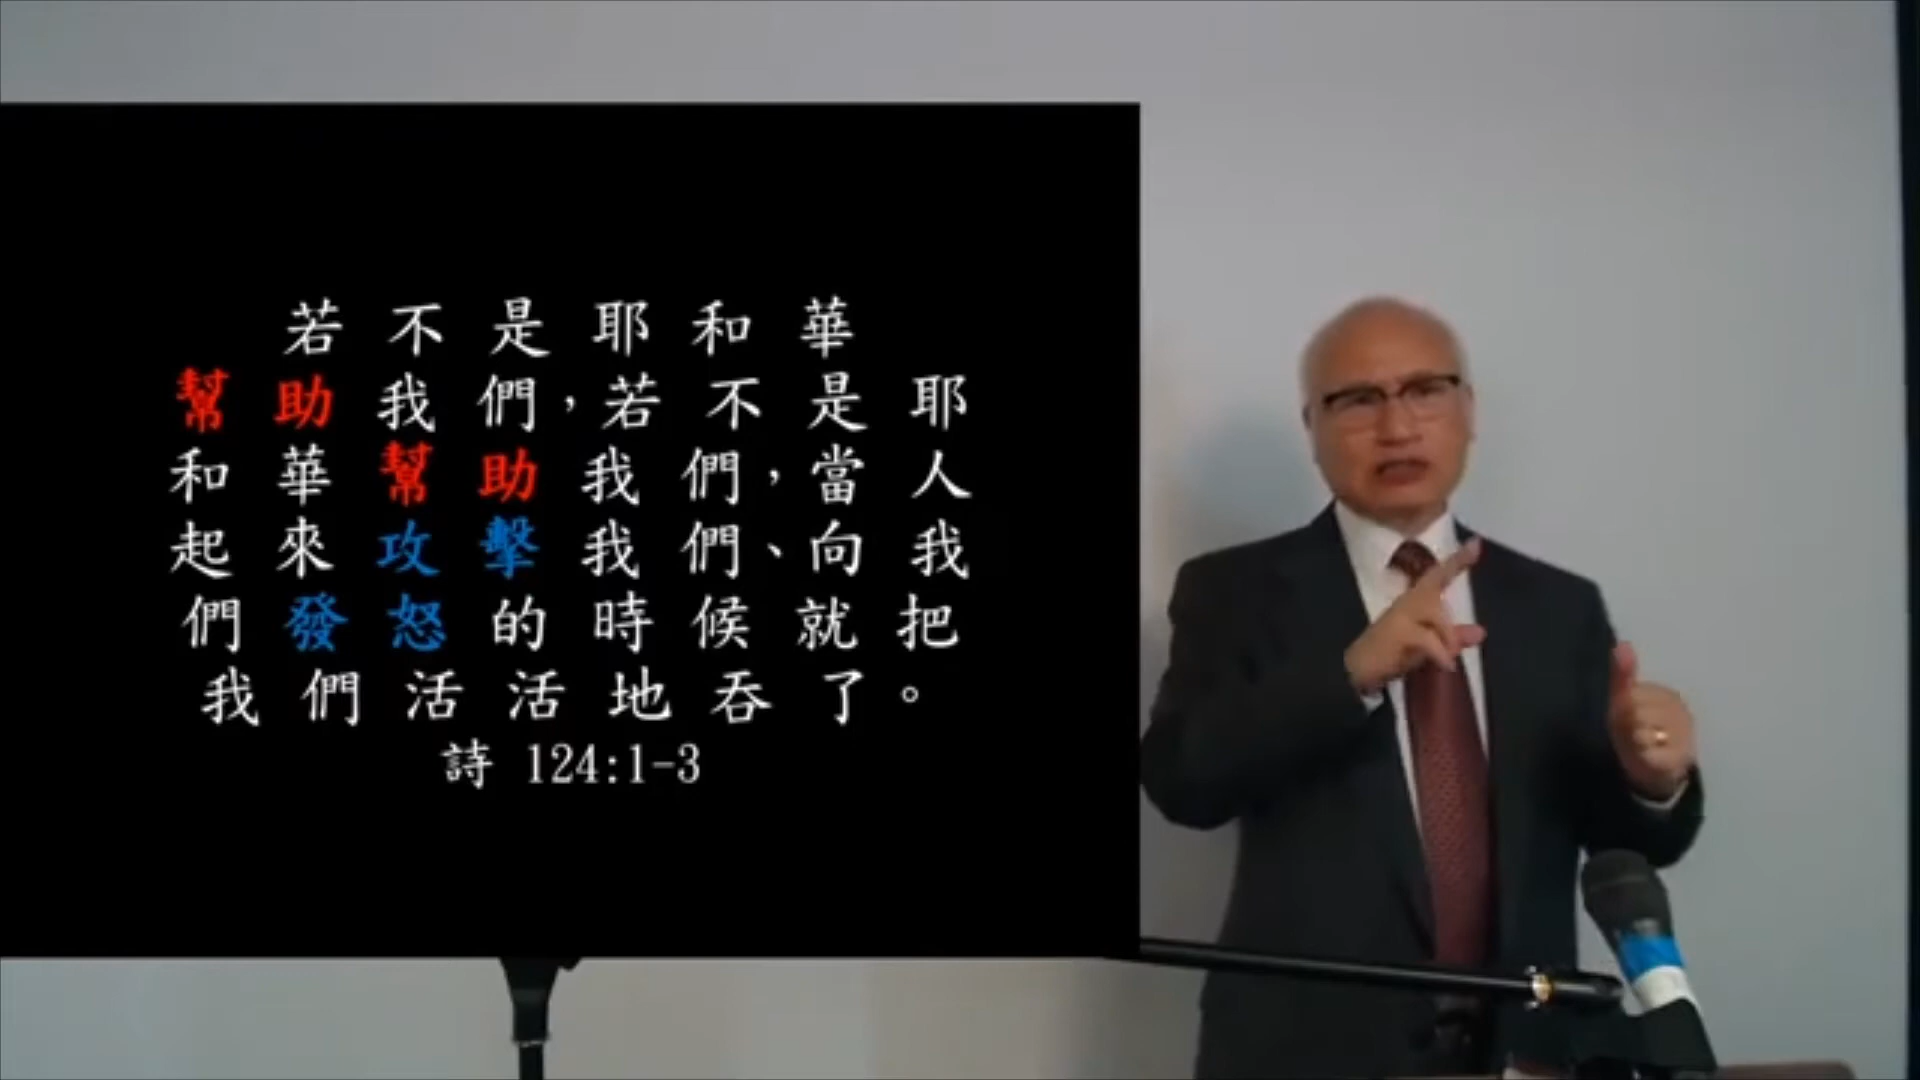 若不是耶和華
幫助我們，若不是耶
和華幫助我們，當人
起來攻擊我們、向我
們發怒的時候就把
我們活活地吞了。
詩 124:1-3